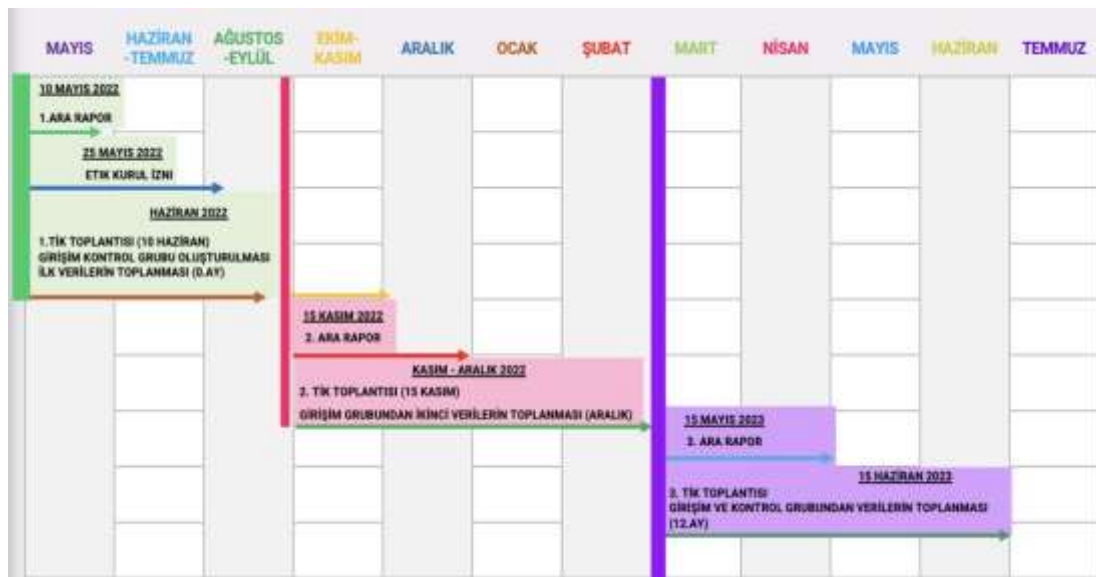 MAYIS
HAZİRAN
-TEMMUZ
AĞUSTOS
-EYLÜL
EKİM-
KASIM
ARALIK
OCAK
ŞUBAT
MART
NİSAN
MAYIS
HAZİRAN
TEMMUZ
10 MAYIS 2022
1.ARA RAPOR
25 MAYIS 2022
ETIK KURUL İZNI
HAZİRAN 2022
1.TİK TOPLANTISI (10 HAZİRAN)
GİRİŞİM KONTROL GRUBU OLUŞTURULMASI
İLK VERİLERİN TOPLANMASI (0.AY)
15 KASIM 2022
2. ARA RAPOR
KASIM - ARALIK 2022
2. TİK TOPLANTISI (15 KASIM)
GİRİŞİM GRUBUNDAN İKİNCİ VERİLERİN TOPLANMASI (ARALIK)
15 MAYIS 2023
3. ARA RAPOR
15 HAZİRAN 2023
3. TİK TOPLANTISI
GİRİŞİM VE KONTROL GRUBUNDAN VERİLERİN TOPLANMASI
(12.AY)